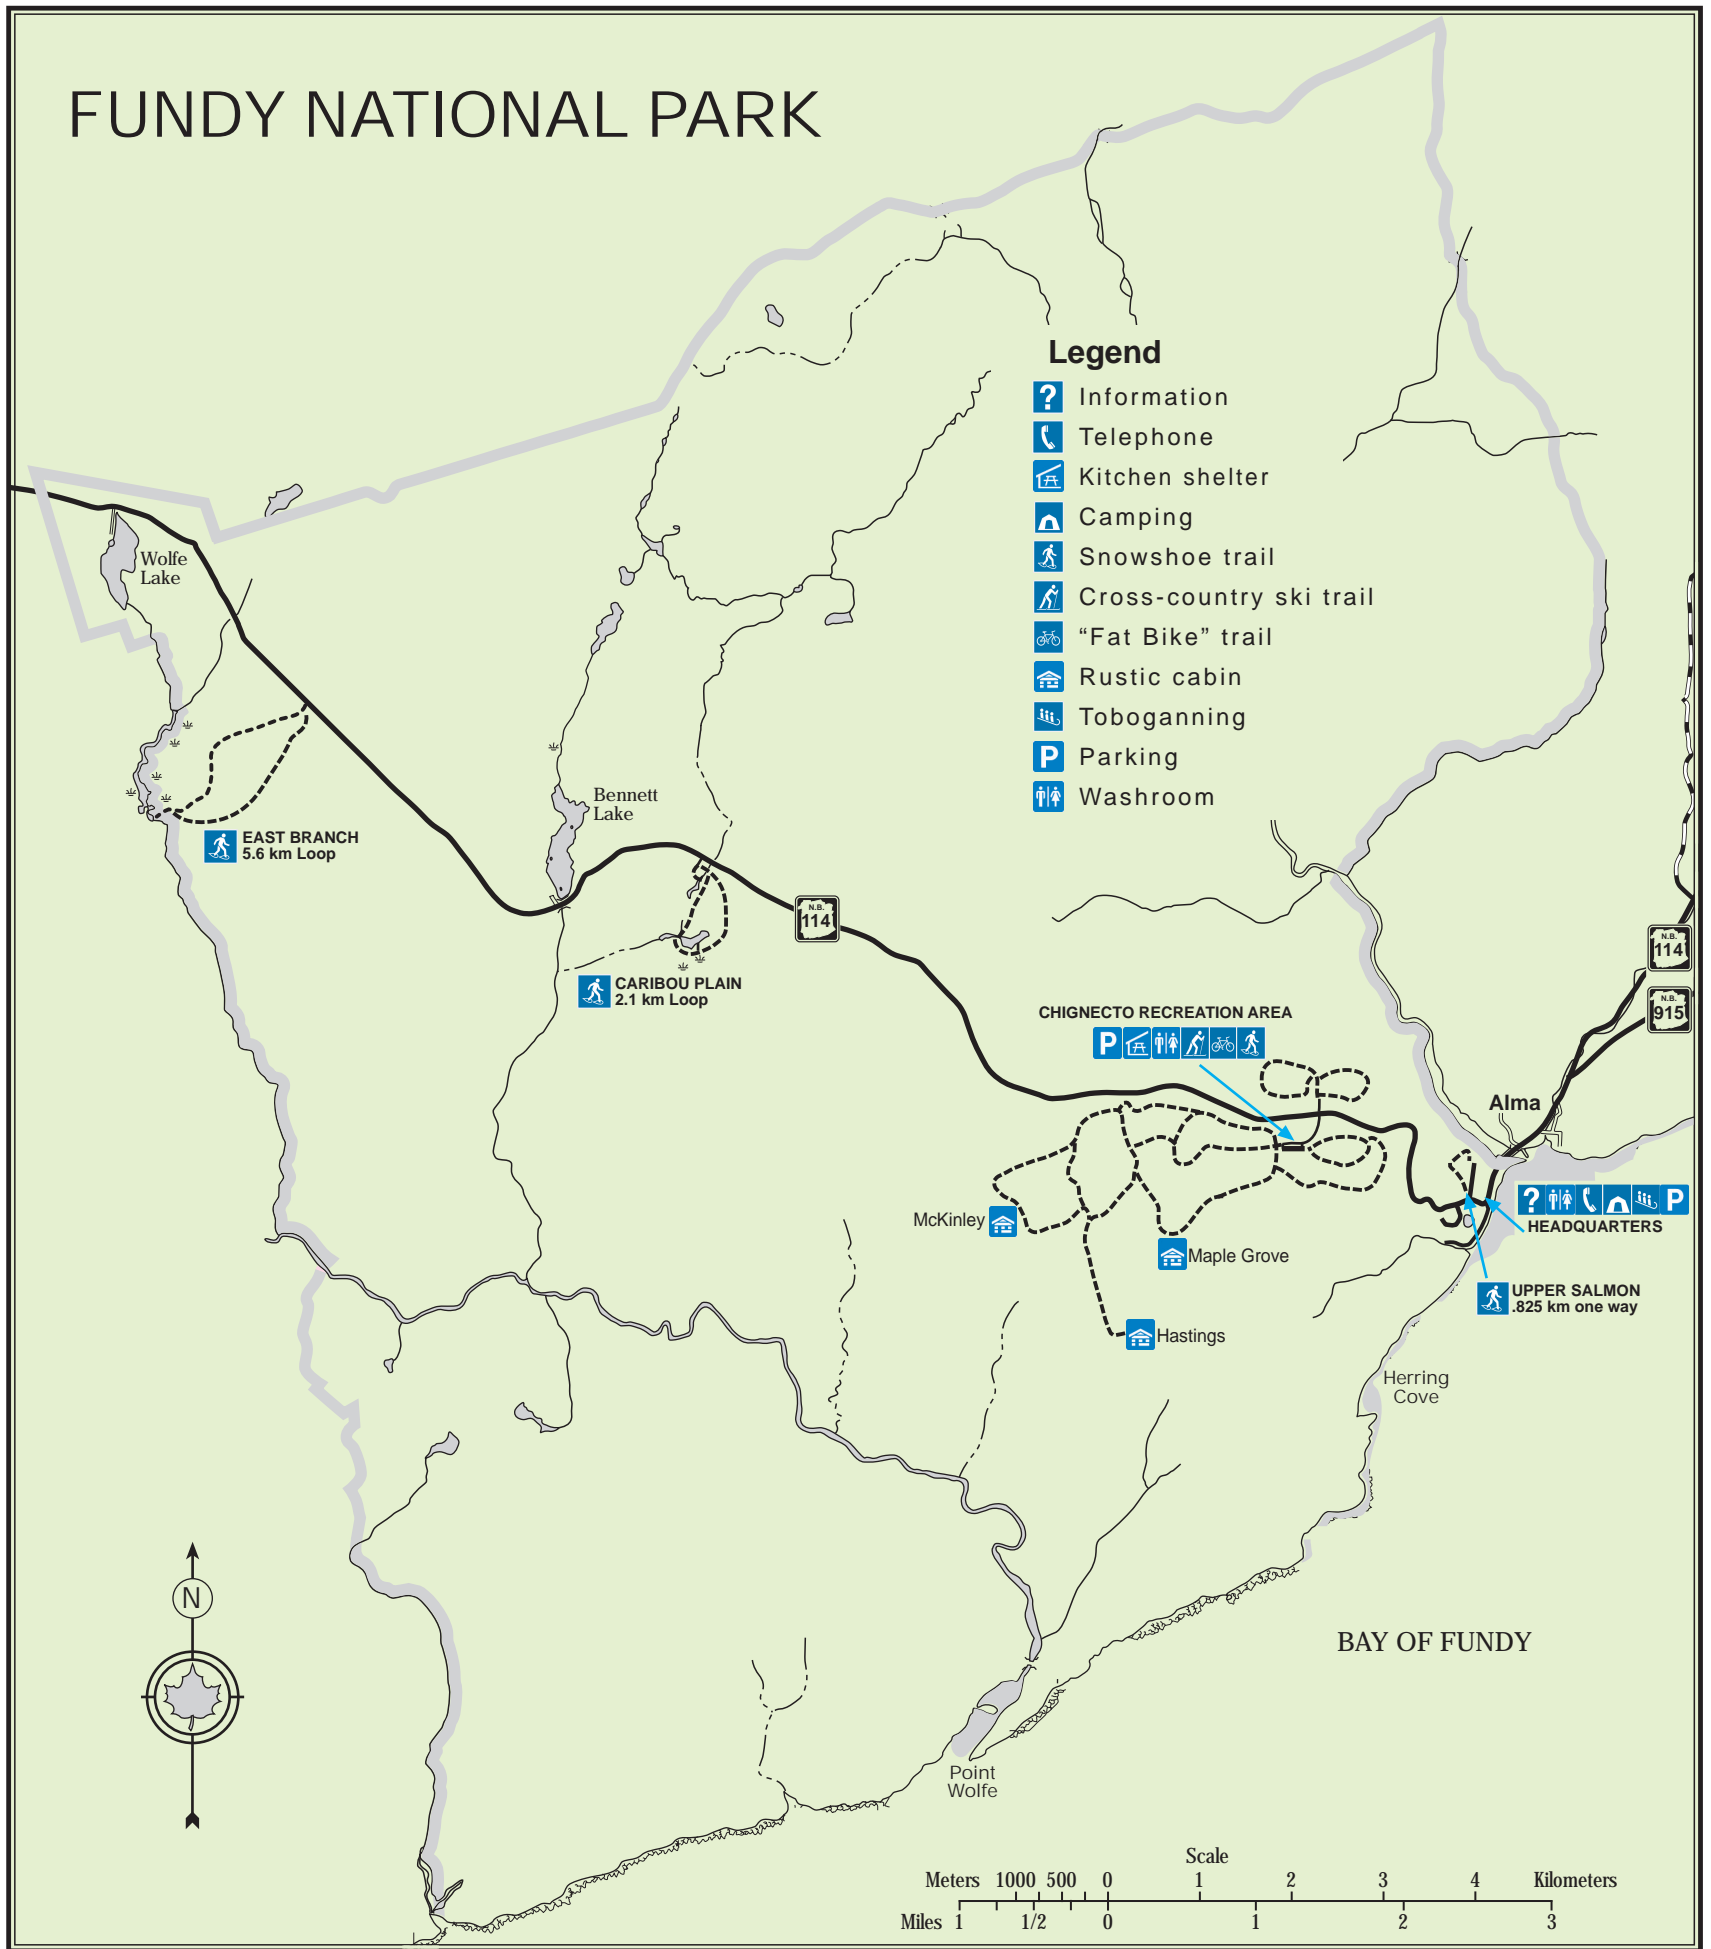 FUNDY NATIONAL PARK
Legend
?
Information
Telephone
Kitchen shelter
Camping
Snowshoe trail
Cross-country ski trail
“Fat Bike” trail
Rustic cabin
Toboganning
P
Parking
Washroom
Wolfe
Lake
EAST BRANCH
5.6 km Loop
Bennett
Lake
CARIBOU PLAIN
2.1 km Loop
N.B.
114
N.B.
114
N.B.
915
CHIGNECTO RECREATION AREA
P
Alma
McKinley
Maple Grove
Hastings
? P
HEADQUARTERS
UPPER SALMON
.825 km one way
Herring
Cove
N
BAY OF FUNDY
Point
Wolfe
Scale
Meters 1000 500 0 1 2 3 4 Kilometers
Miles 1 1/2 0 1 2 3